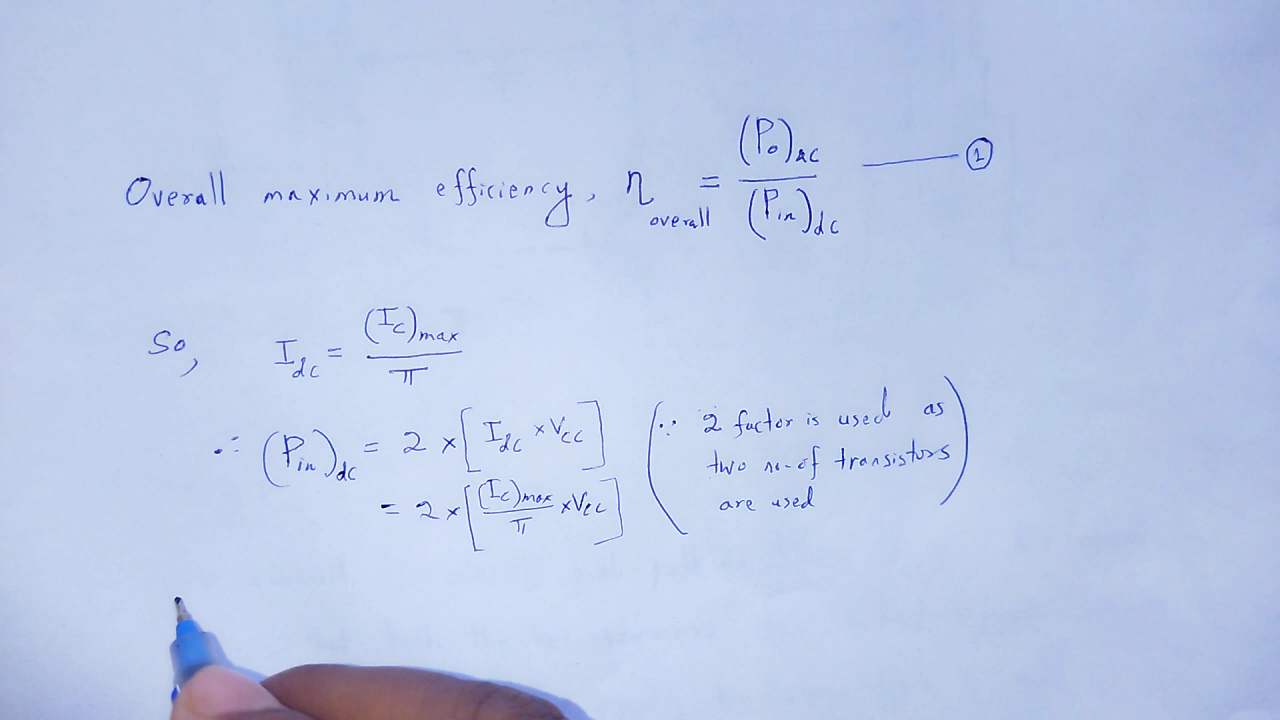 Overall maximum efficiency, η overall = (Po)AC / (Pin)dc —— ①
So, Idc = (Ic)max / π
∴ (Pin)dc = 2 × [Idc × Vcc] (∵ 2 factor is used as
two no. of transistors
are used)
= 2 × [(Ic)max / π × Vcc]